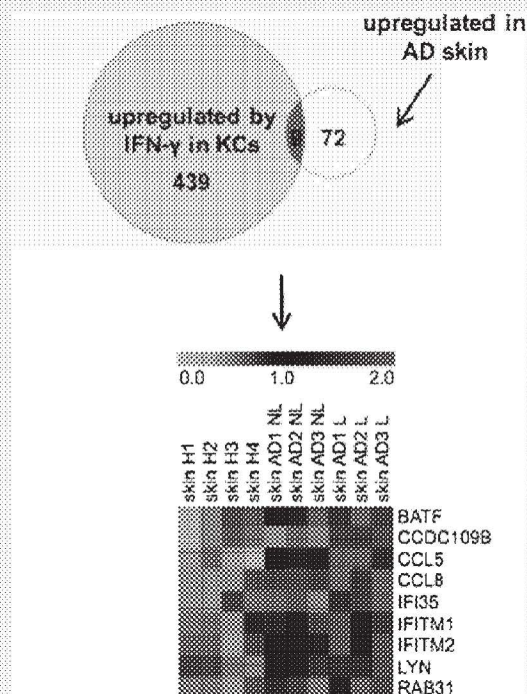 upregulated in
AD skin
upregulated by
IFN-γ in KCs
439
72
0.0 1.0 2.0
skin H1
skin H2
skin H3
skin H4
skin AD1 NL
skin AD2 NL
skin AD3 NL
skin AD1 L
skin AD2 L
skin AD3 L
BATF
CCDC109B
CCL5
CCL8
IFI35
IFITM1
IFITM2
LYN
RAB31